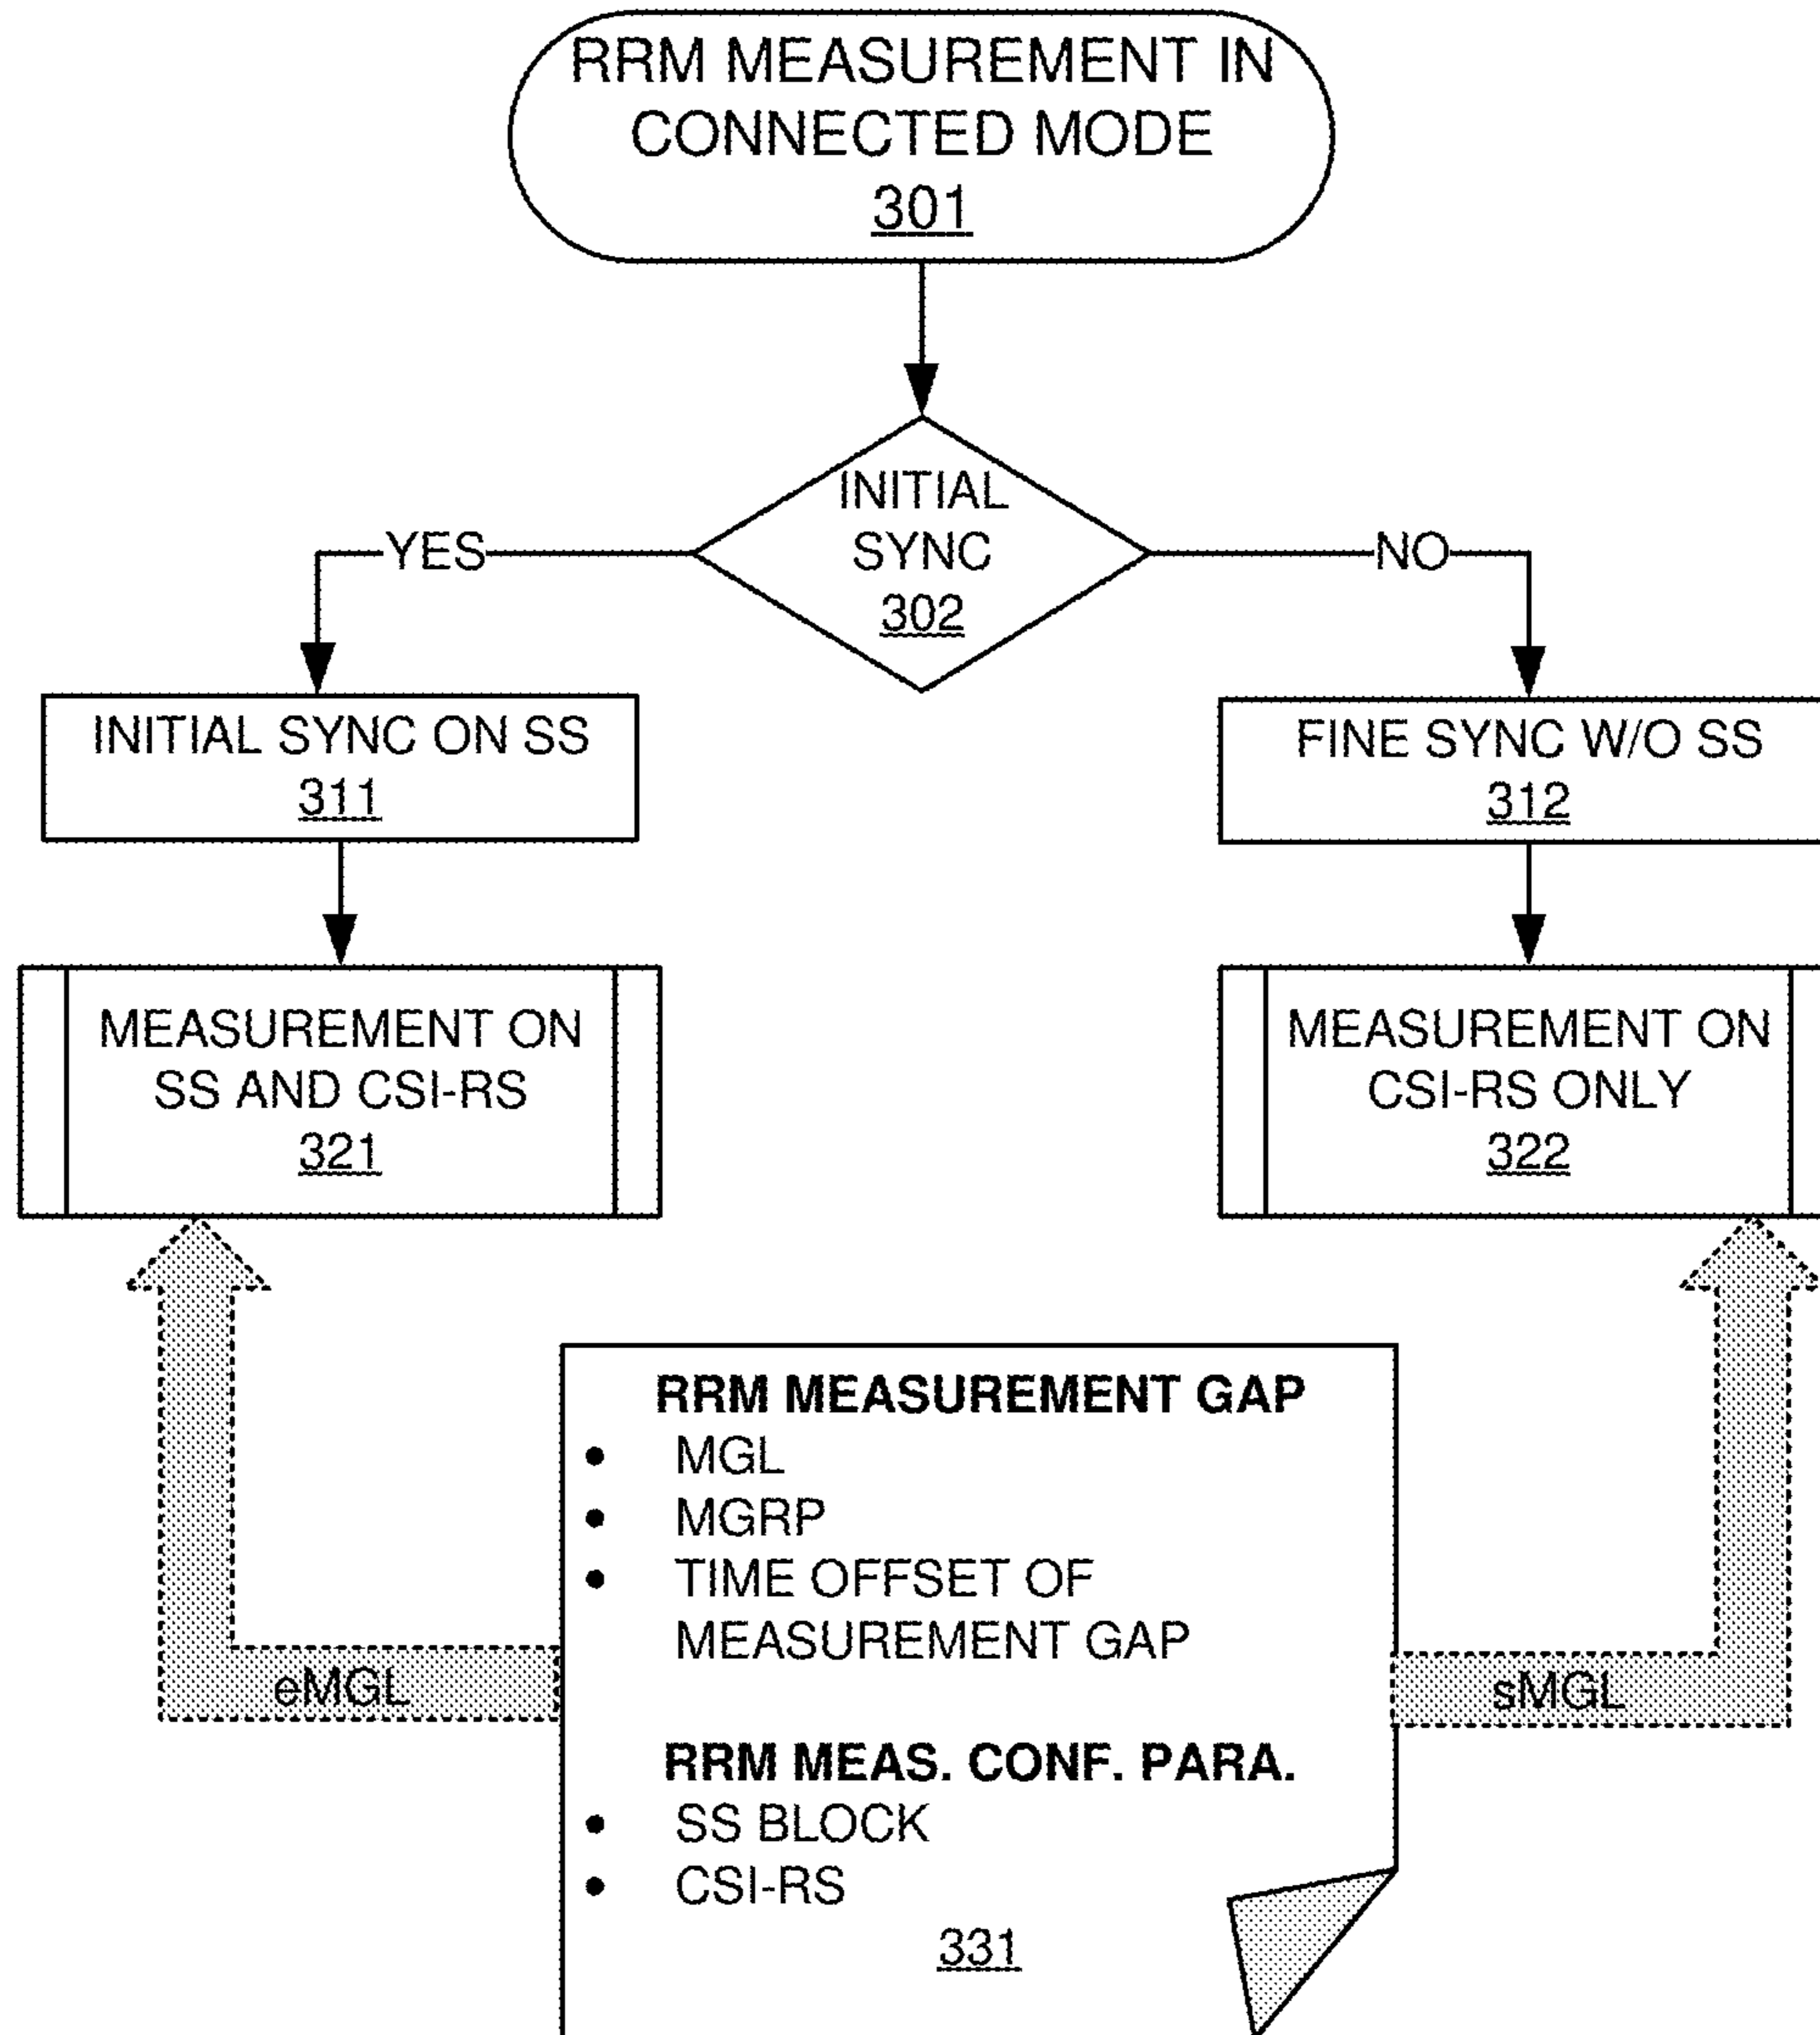 RRM MEASUREMENT IN
CONNECTED MODE
301
INITIAL
SYNC
302
YES
NO
INITIAL SYNC ON SS
311
FINE SYNC W/O SS
312
MEASUREMENT ON
SS AND CSI-RS
321
MEASUREMENT ON
CSI-RS ONLY
322
RRM MEASUREMENT GAP
• MGL
• MGRP
• TIME OFFSET OF
MEASUREMENT GAP
eMGL
sMGL
RRM MEAS. CONF. PARA.
• SS BLOCK
• CSI-RS
331